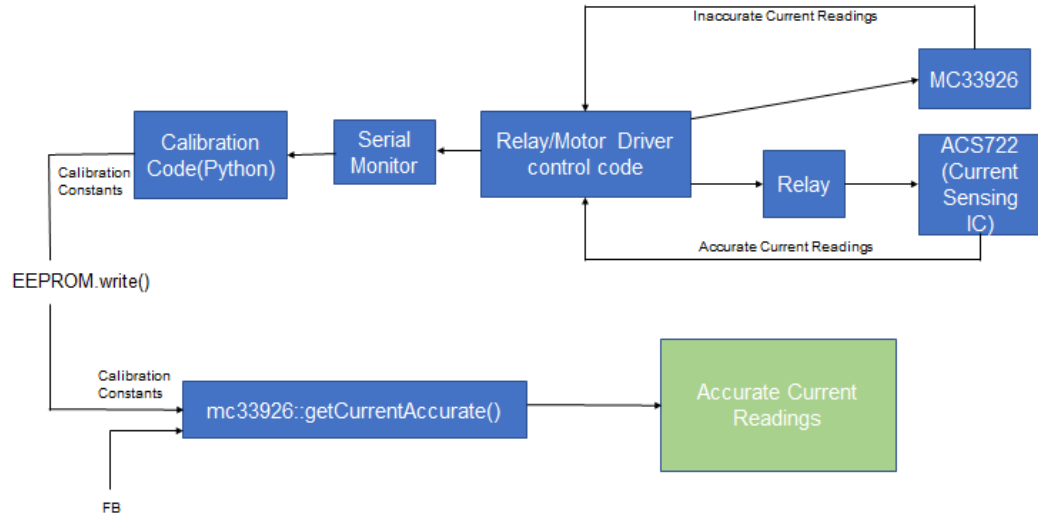 Inaccurate Current Readings
MC33926
Calibration
Code(Python)
Serial
Monitor
Relay/Motor Driver
control code
ACS722
(Current
Sensing
IC)
Relay
Calibration
Constants
Accurate Current Readings
EEPROM.write()
Calibration
Constants
mc33926::getCurrentAccurate()
Accurate Current
Readings
FB